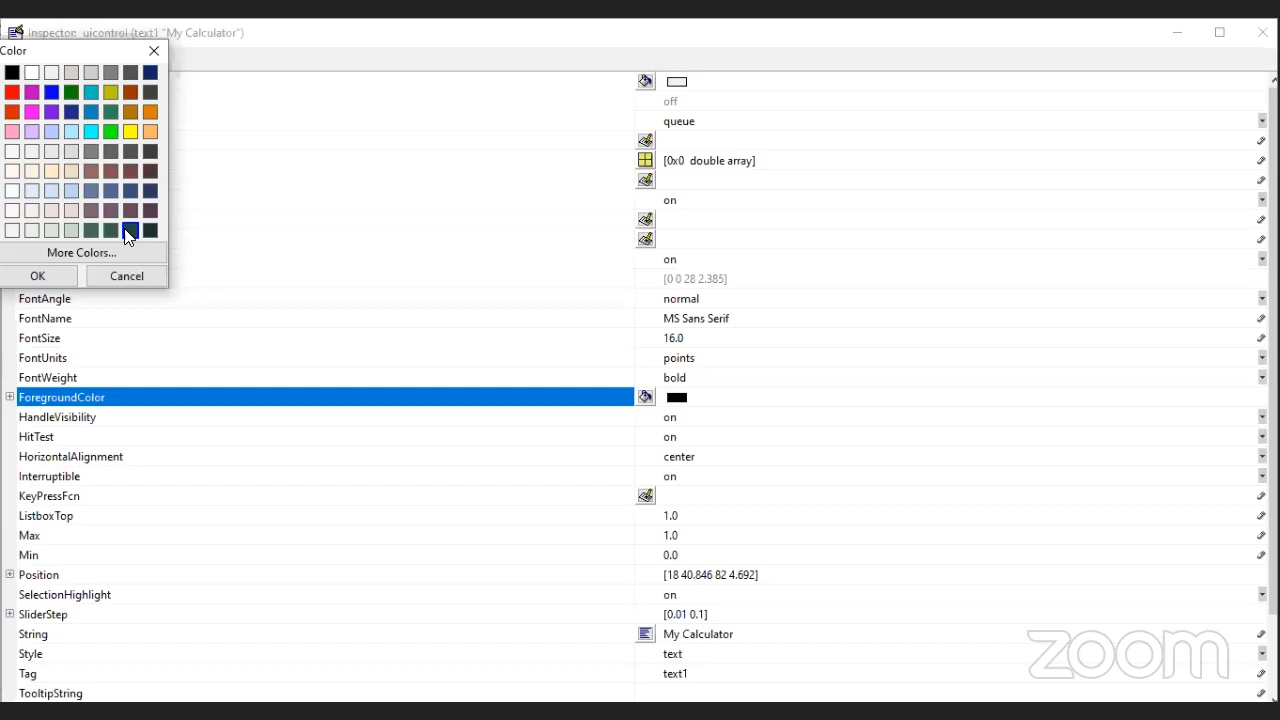 Inspector: uicontrol (text1 "My Calculator")
Color
off
queue
[0x0 double array]
on
More Colors...
on
OK Cancel
[0 0 28 2.385]
FontAngle normal
FontName MS Sans Serif
FontSize 16.0
FontUnits points
FontWeight bold
ForegroundColor
HandleVisibility on
HitTest on
HorizontalAlignment center
Interruptible on
KeyPressFcn
ListboxTop 1.0
Max 1.0
Min 0.0
Position [18 40.846 82 4.692]
SelectionHighlight on
SliderStep [0.01 0.1]
String My Calculator
Style text
Tag text1
TooltipString
zoom